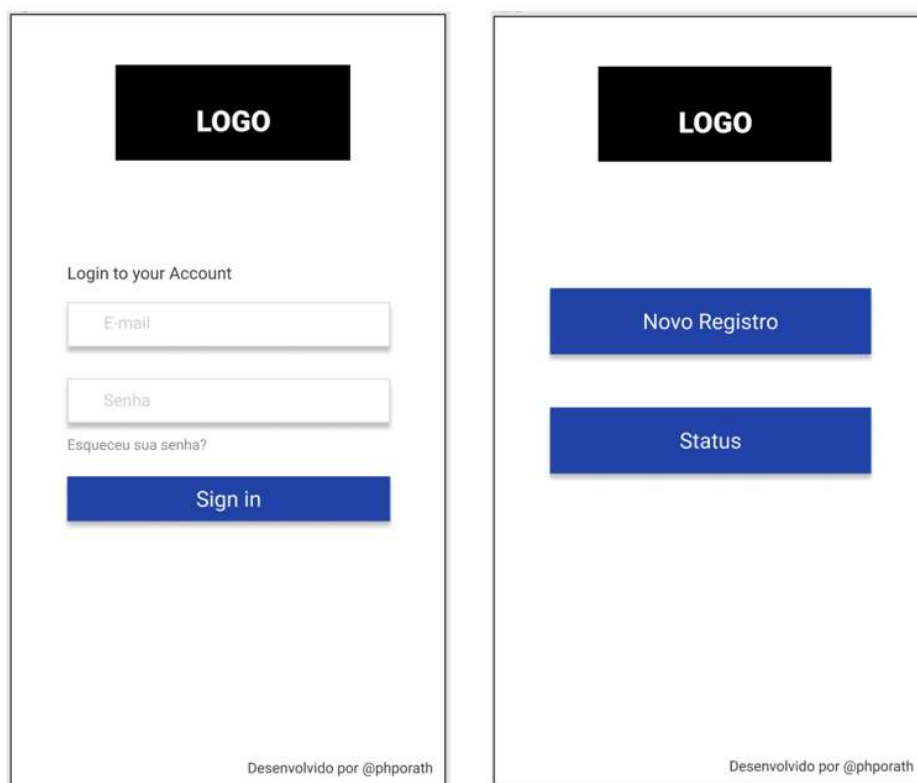 LOGO
Login to your Account
E-mail
Senha
Esqueceu sua senha?
Sign in
Desenvolvido por @phporath
LOGO
Novo Registro
Status
Desenvolvido por @phporath